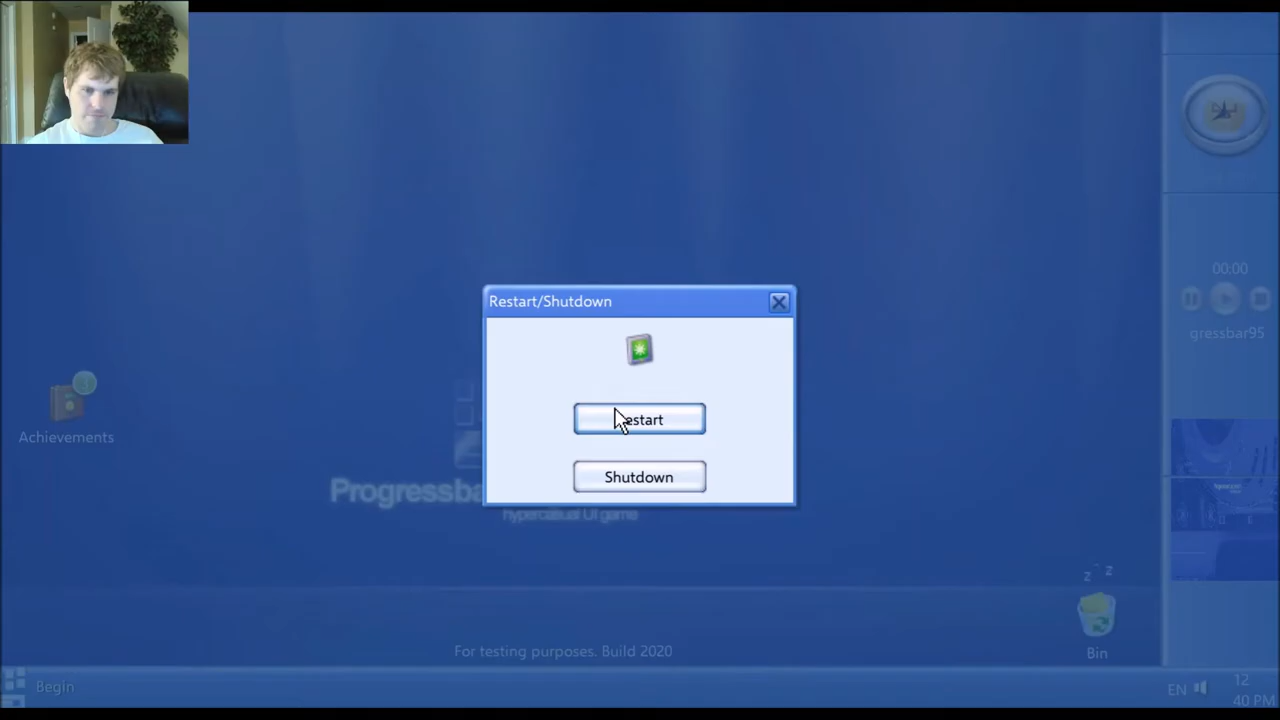 Restart/Shutdown
00:00
gressbar95
estart
Achievements
Shutdown
Progressba
hypercasual UI game
z z
For testing purposes. Build 2020
Bin
Begin
EN
12
40 PM